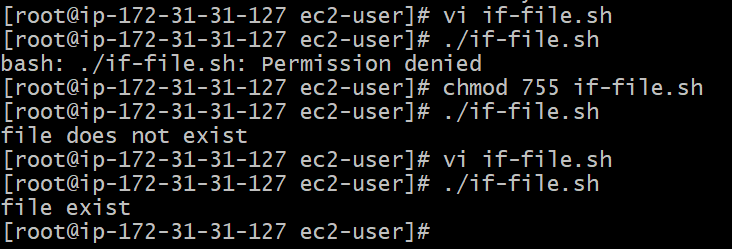 [root@ip-172-31-31-127 ec2-user]# vi if-file.sh
[root@ip-172-31-31-127 ec2-user]# ./if-file.sh
bash: ./if-file.sh: Permission denied
[root@ip-172-31-31-127 ec2-user]# chmod 755 if-file.sh
[root@ip-172-31-31-127 ec2-user]# ./if-file.sh
file does not exist
[root@ip-172-31-31-127 ec2-user]# vi if-file.sh
[root@ip-172-31-31-127 ec2-user]# ./if-file.sh
file exist
[root@ip-172-31-31-127 ec2-user]#